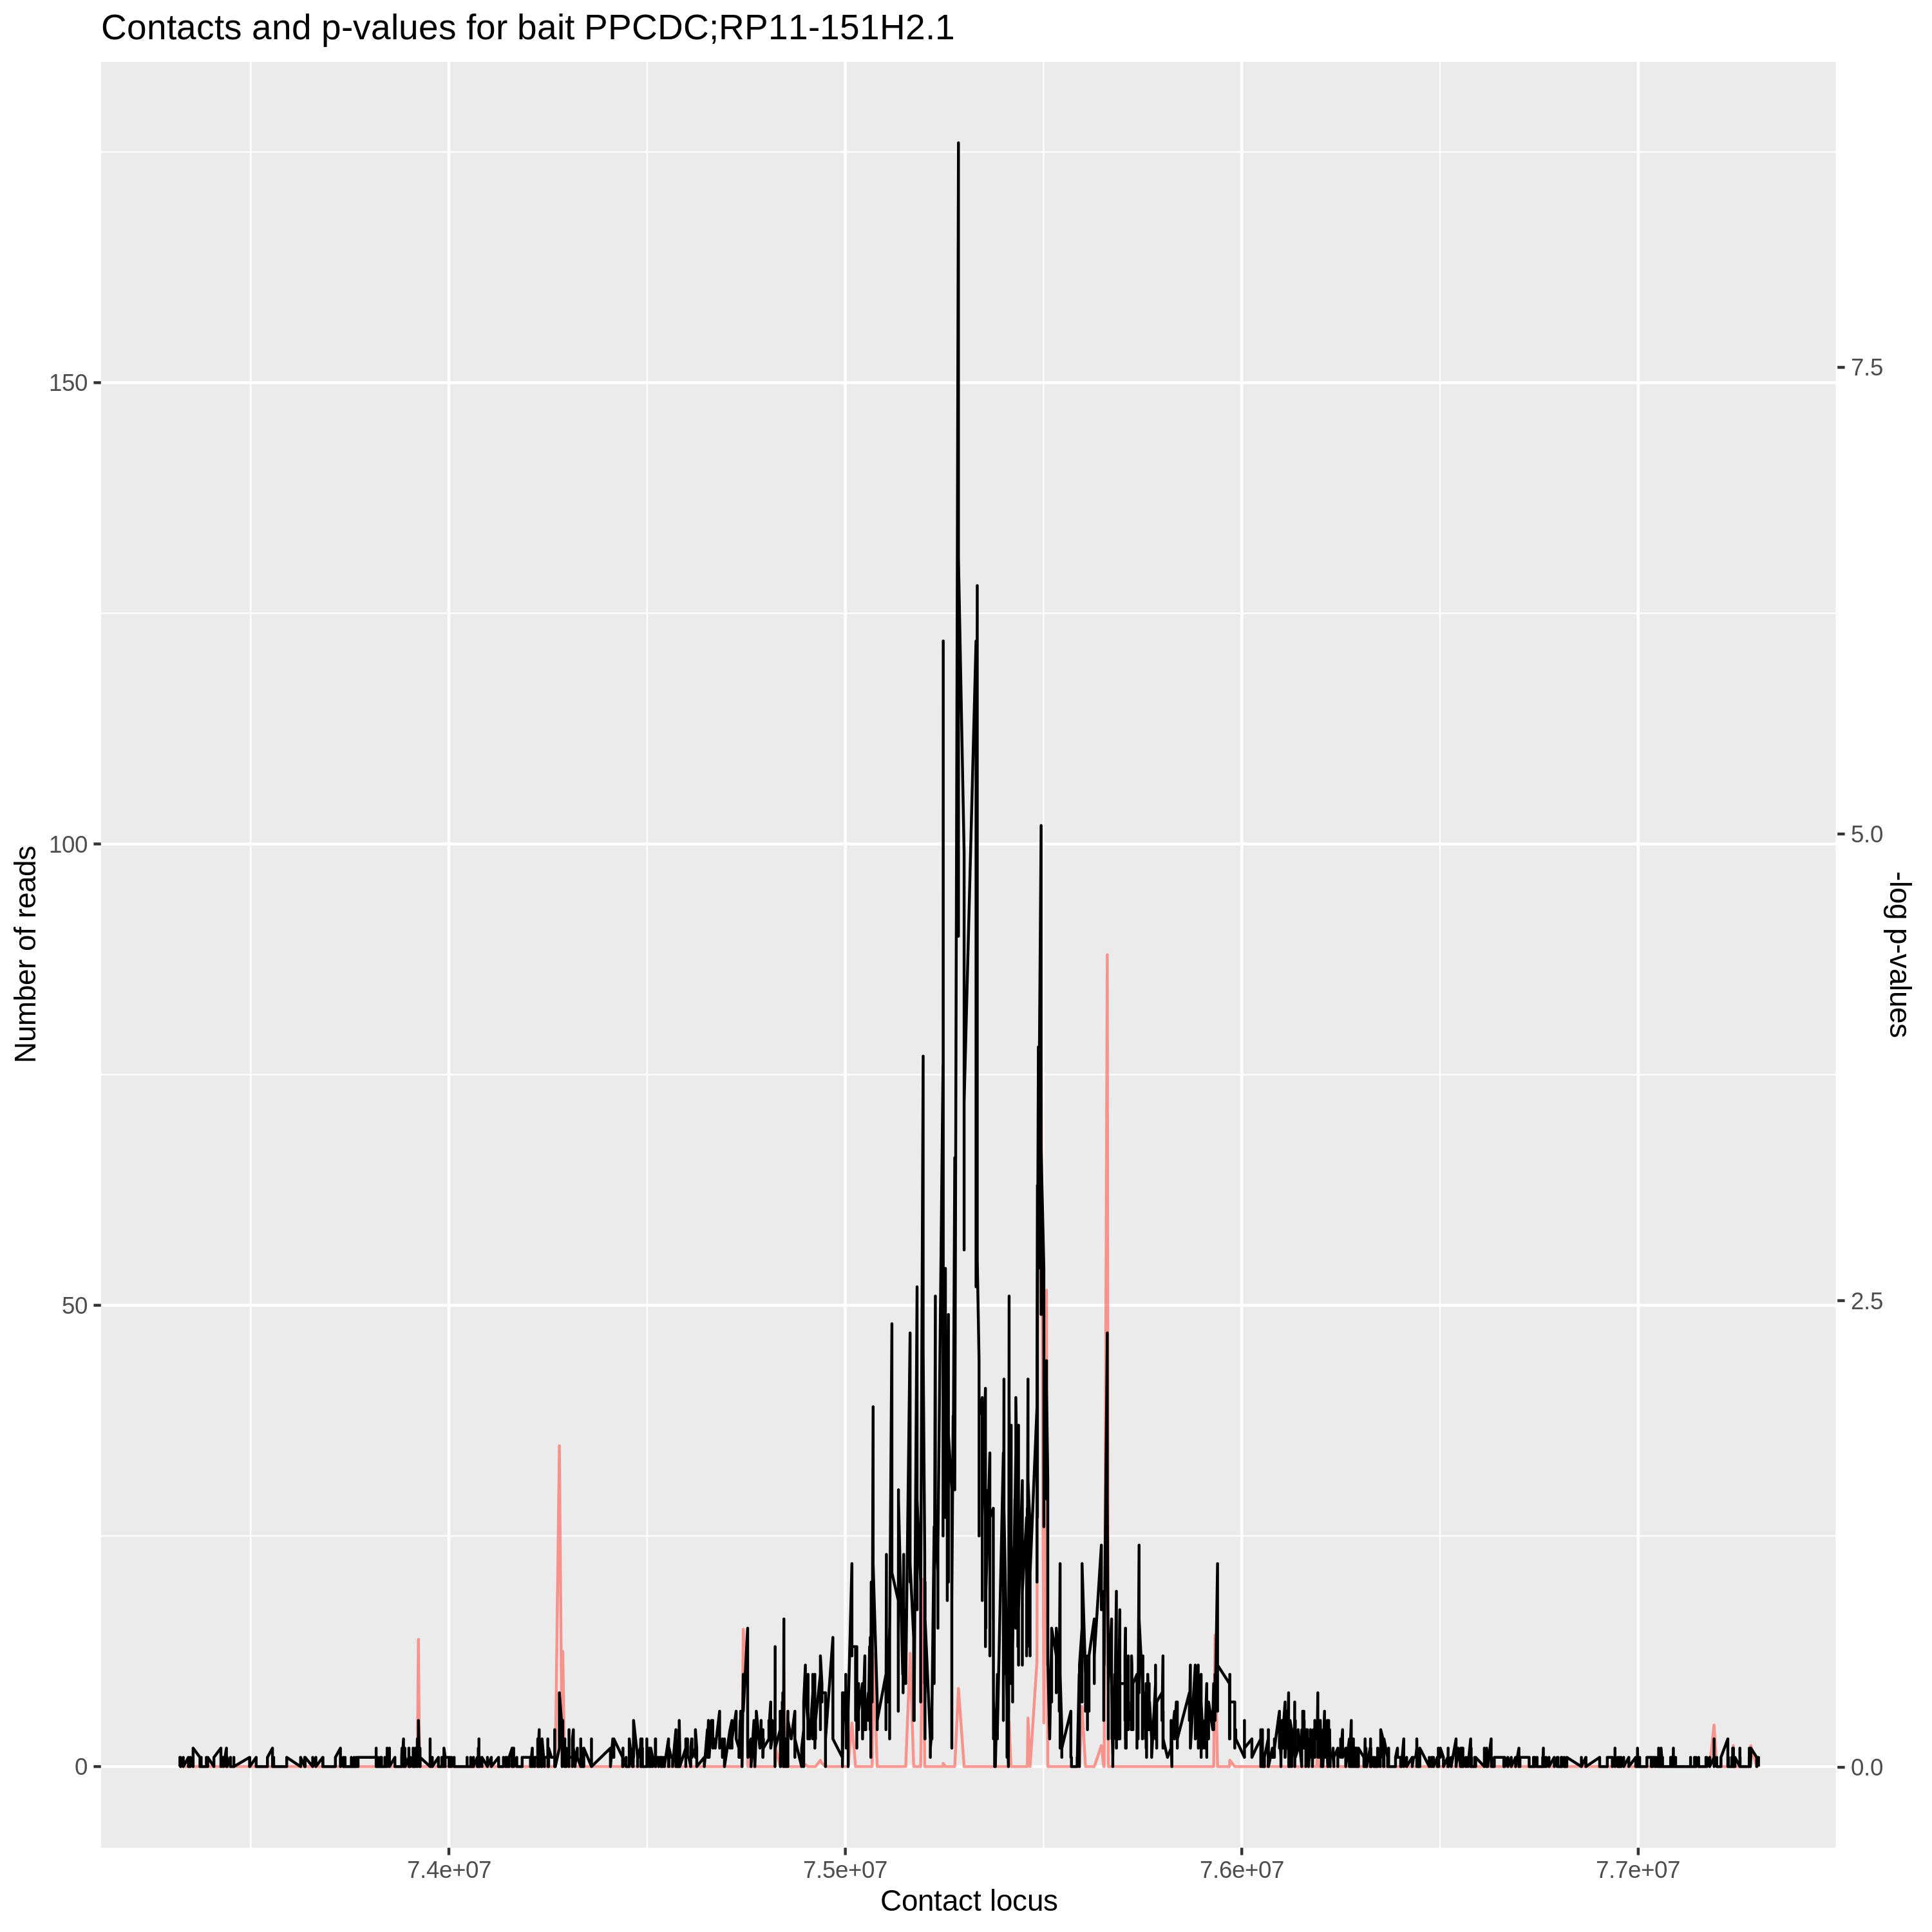 Contacts and p-values for bait PPCDC;RP11-151H2.1
150
100
50
0
7.5
5.0
2.5
0.0
Number of reads
-log p-values
7.4e+07
7.5e+07
7.6e+07
7.7e+07
Contact locus